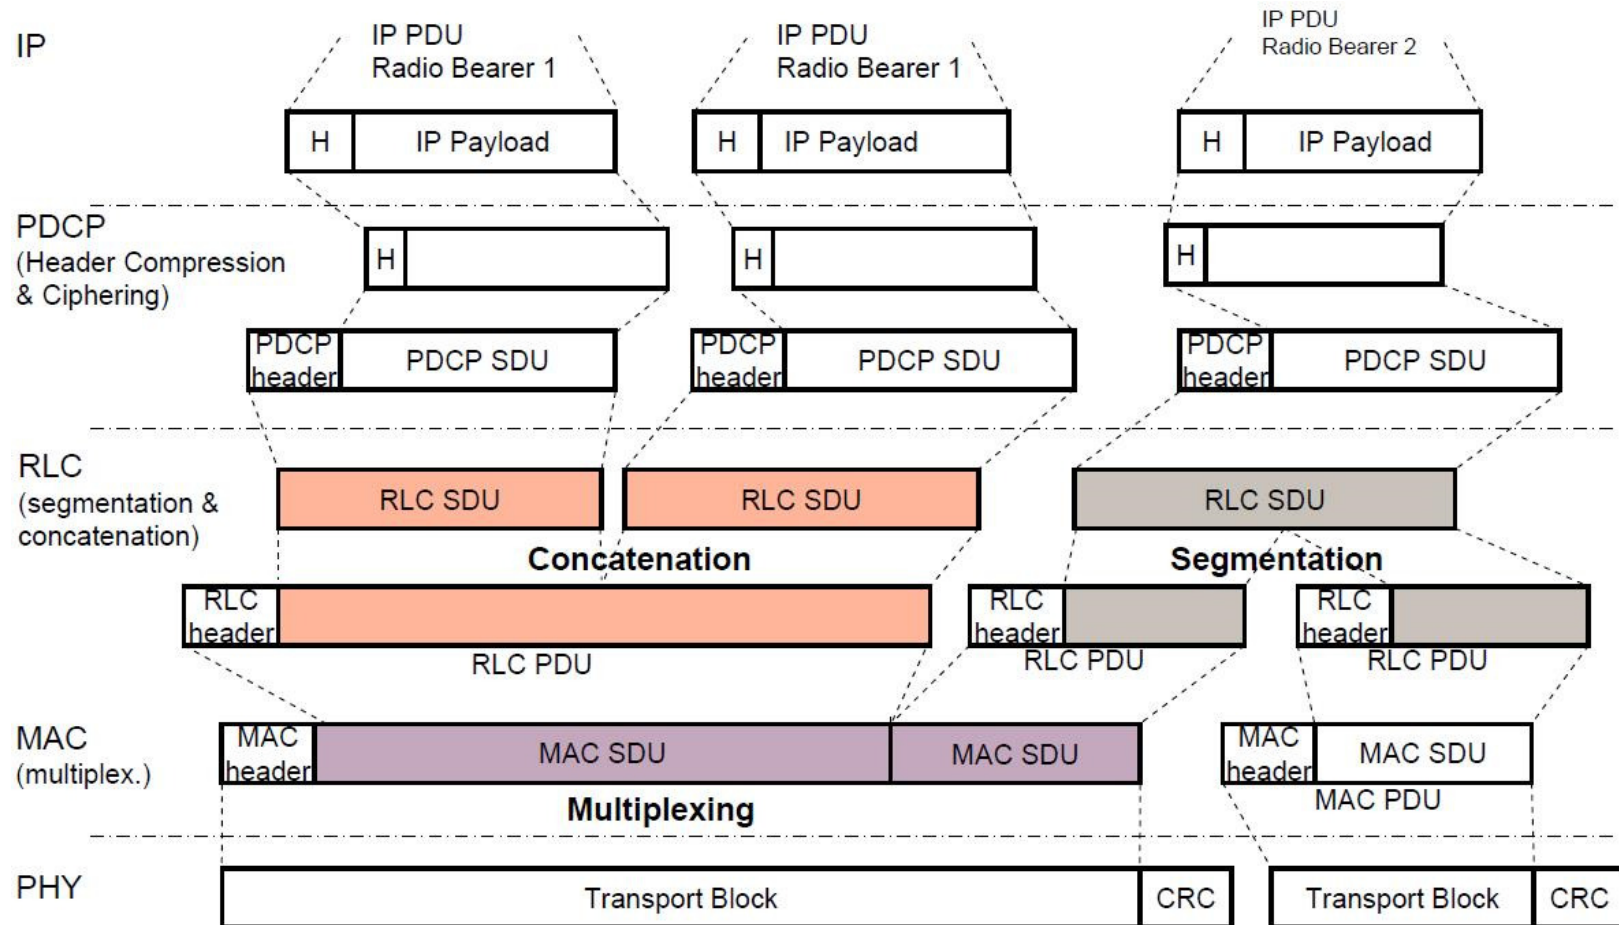 IP
IP PDU
Radio Bearer 1
IP PDU
Radio Bearer 1
IP PDU
Radio Bearer 2
H
IP Payload
H
IP Payload
H
IP Payload
PDCP
(Header Compression
& Ciphering)
H
H
H
PDCP
header
PDCP SDU
PDCP
header
PDCP SDU
PDCP
header
PDCP SDU
RLC
(segmentation &
concatenation)
RLC SDU
RLC SDU
RLC SDU
Concatenation
Segmentation
RLC
header
RLC PDU
RLC
header
RLC PDU
RLC
header
RLC PDU
MAC
(multiplex.)
MAC
header
MAC SDU
MAC SDU
MAC
header
MAC SDU
MAC PDU
Multiplexing
PHY
Transport Block
CRC
Transport Block
CRC